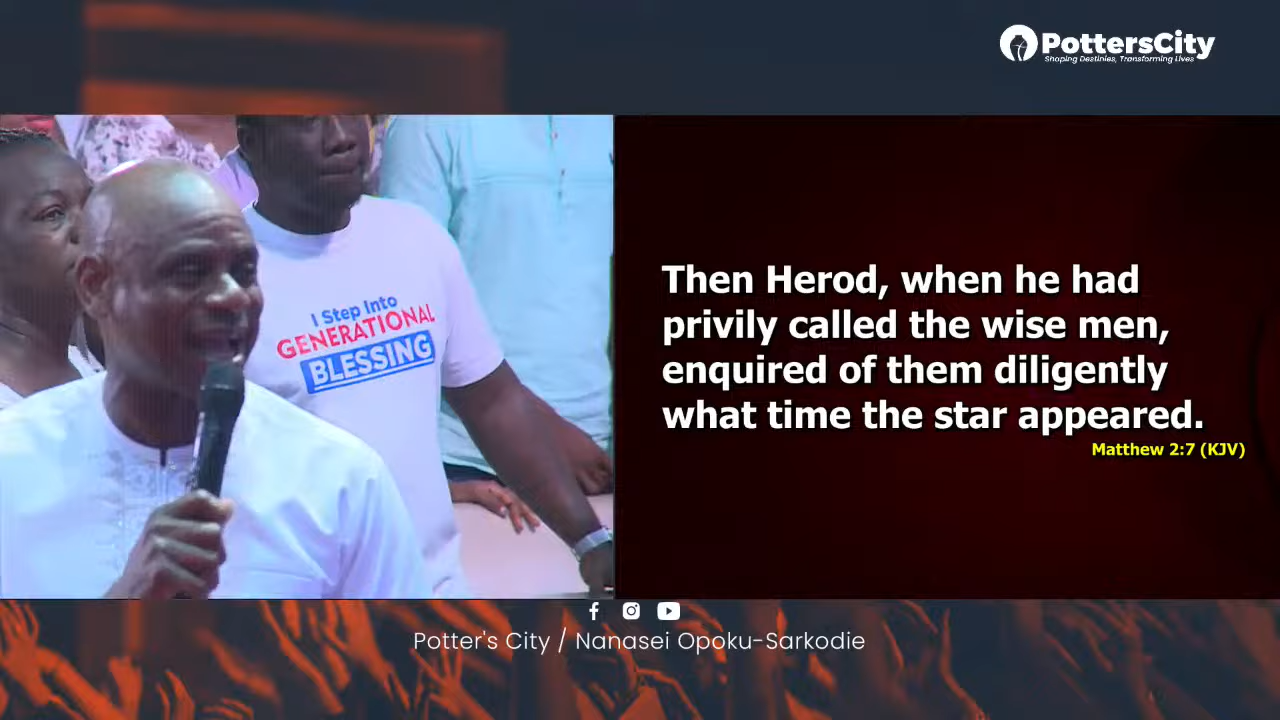 PottersCity
Shaping Destinies, Transforming Lives
I Step Into
GENERATIONAL
BLESSING
Then Herod, when he had
privily called the wise men,
enquired of them diligently
what time the star appeared.
Matthew 2:7 (KJV)
Potter's City / Nanasei Opoku-Sarkodie